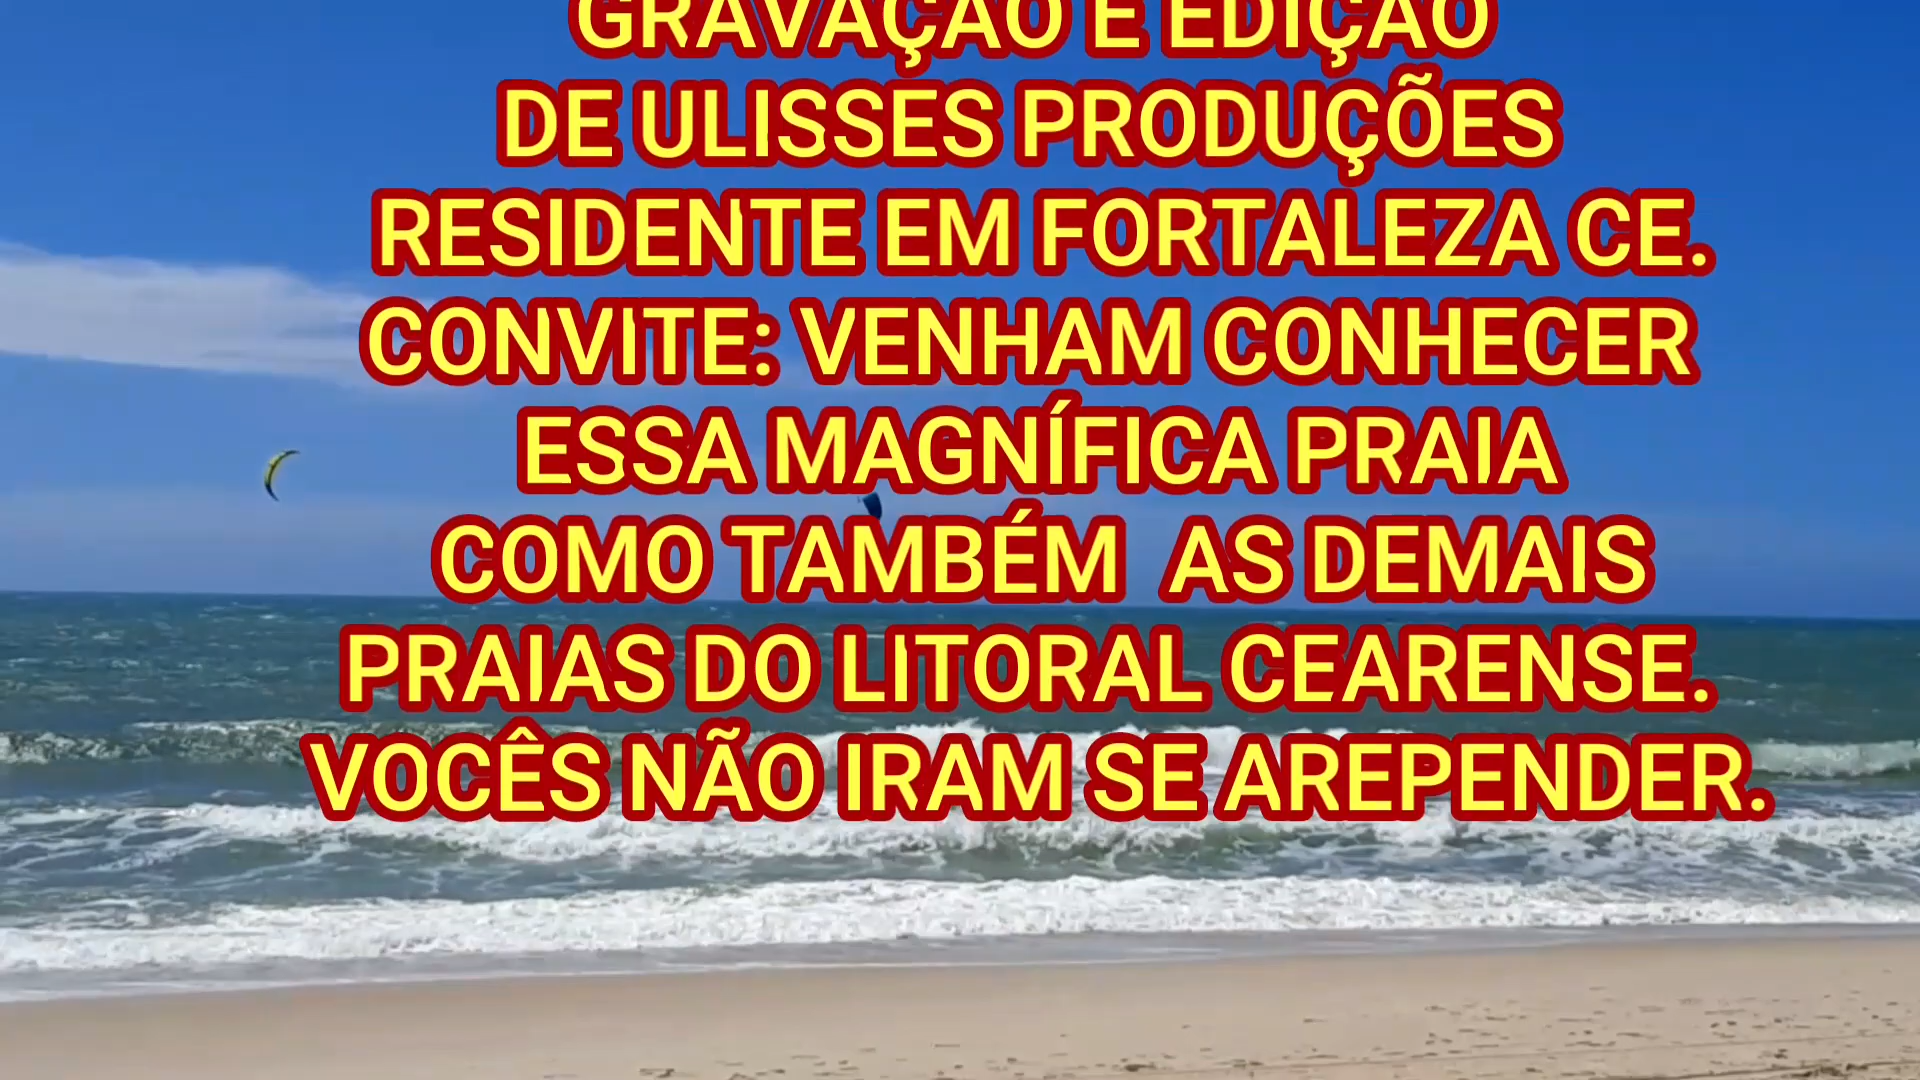 GRAVAÇÃO E EDIÇÃO
DE ULISSES PRODUÇÕES
RESIDENTE EM FORTALEZA CE.
CONVITE: VENHAM CONHECER
ESSA MAGNÍFICA PRAIA
COMO TAMBÉM  AS DEMAIS
PRAIAS DO LITORAL CEARENSE.
VOCÊS NÃO IRAM SE AREPENDER.